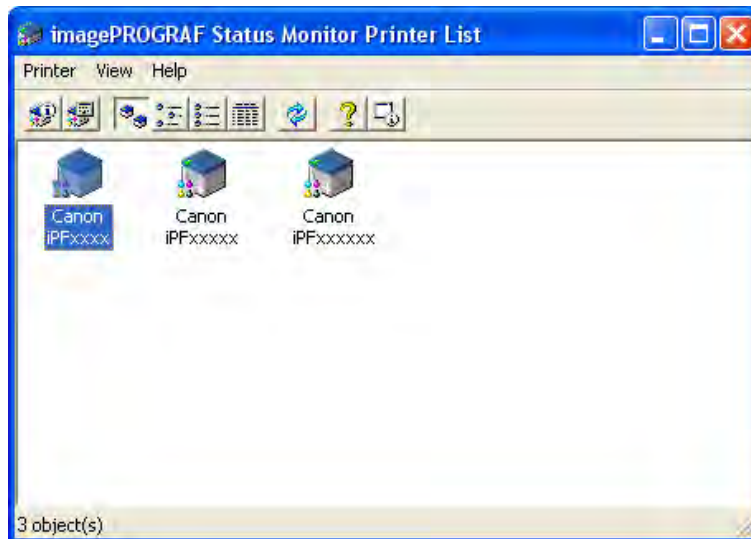 imagePROGRAF Status Monitor Printer List
Printer View Help
Canon
iPFxxxx
Canon
iPFxxxxx
Canon
iPFxxxxxx
3 object(s)